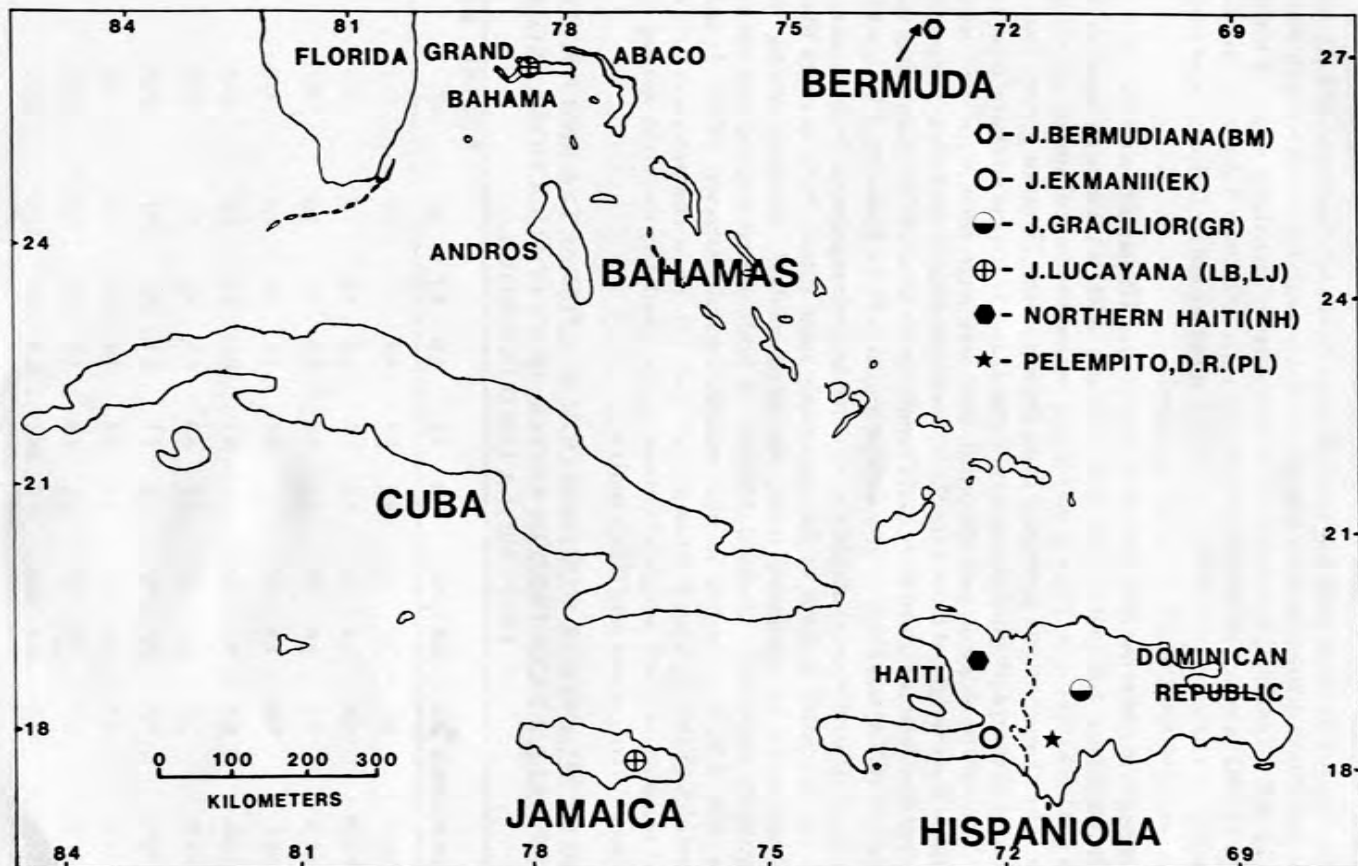 84 81 78 75 72 69
FLORIDA
GRAND
BAHAMA
ABACO
BERMUDA
27
J.BERMUDIANA(BM)
J.EKMANII(EK)
J.GRACILIOR(GR)
J.LUCAYANA (LB,LJ)
NORTHERN HAITI(NH)
PELEMPITO,D.R.(PL)
24
ANDROS
BAHAMAS
24
21
CUBA
21
HAITI
DOMINICAN
REPUBLIC
18
18
0 100 200 300
KILOMETERS
JAMAICA
HISPANIOLA
84 81 78 75 72 69